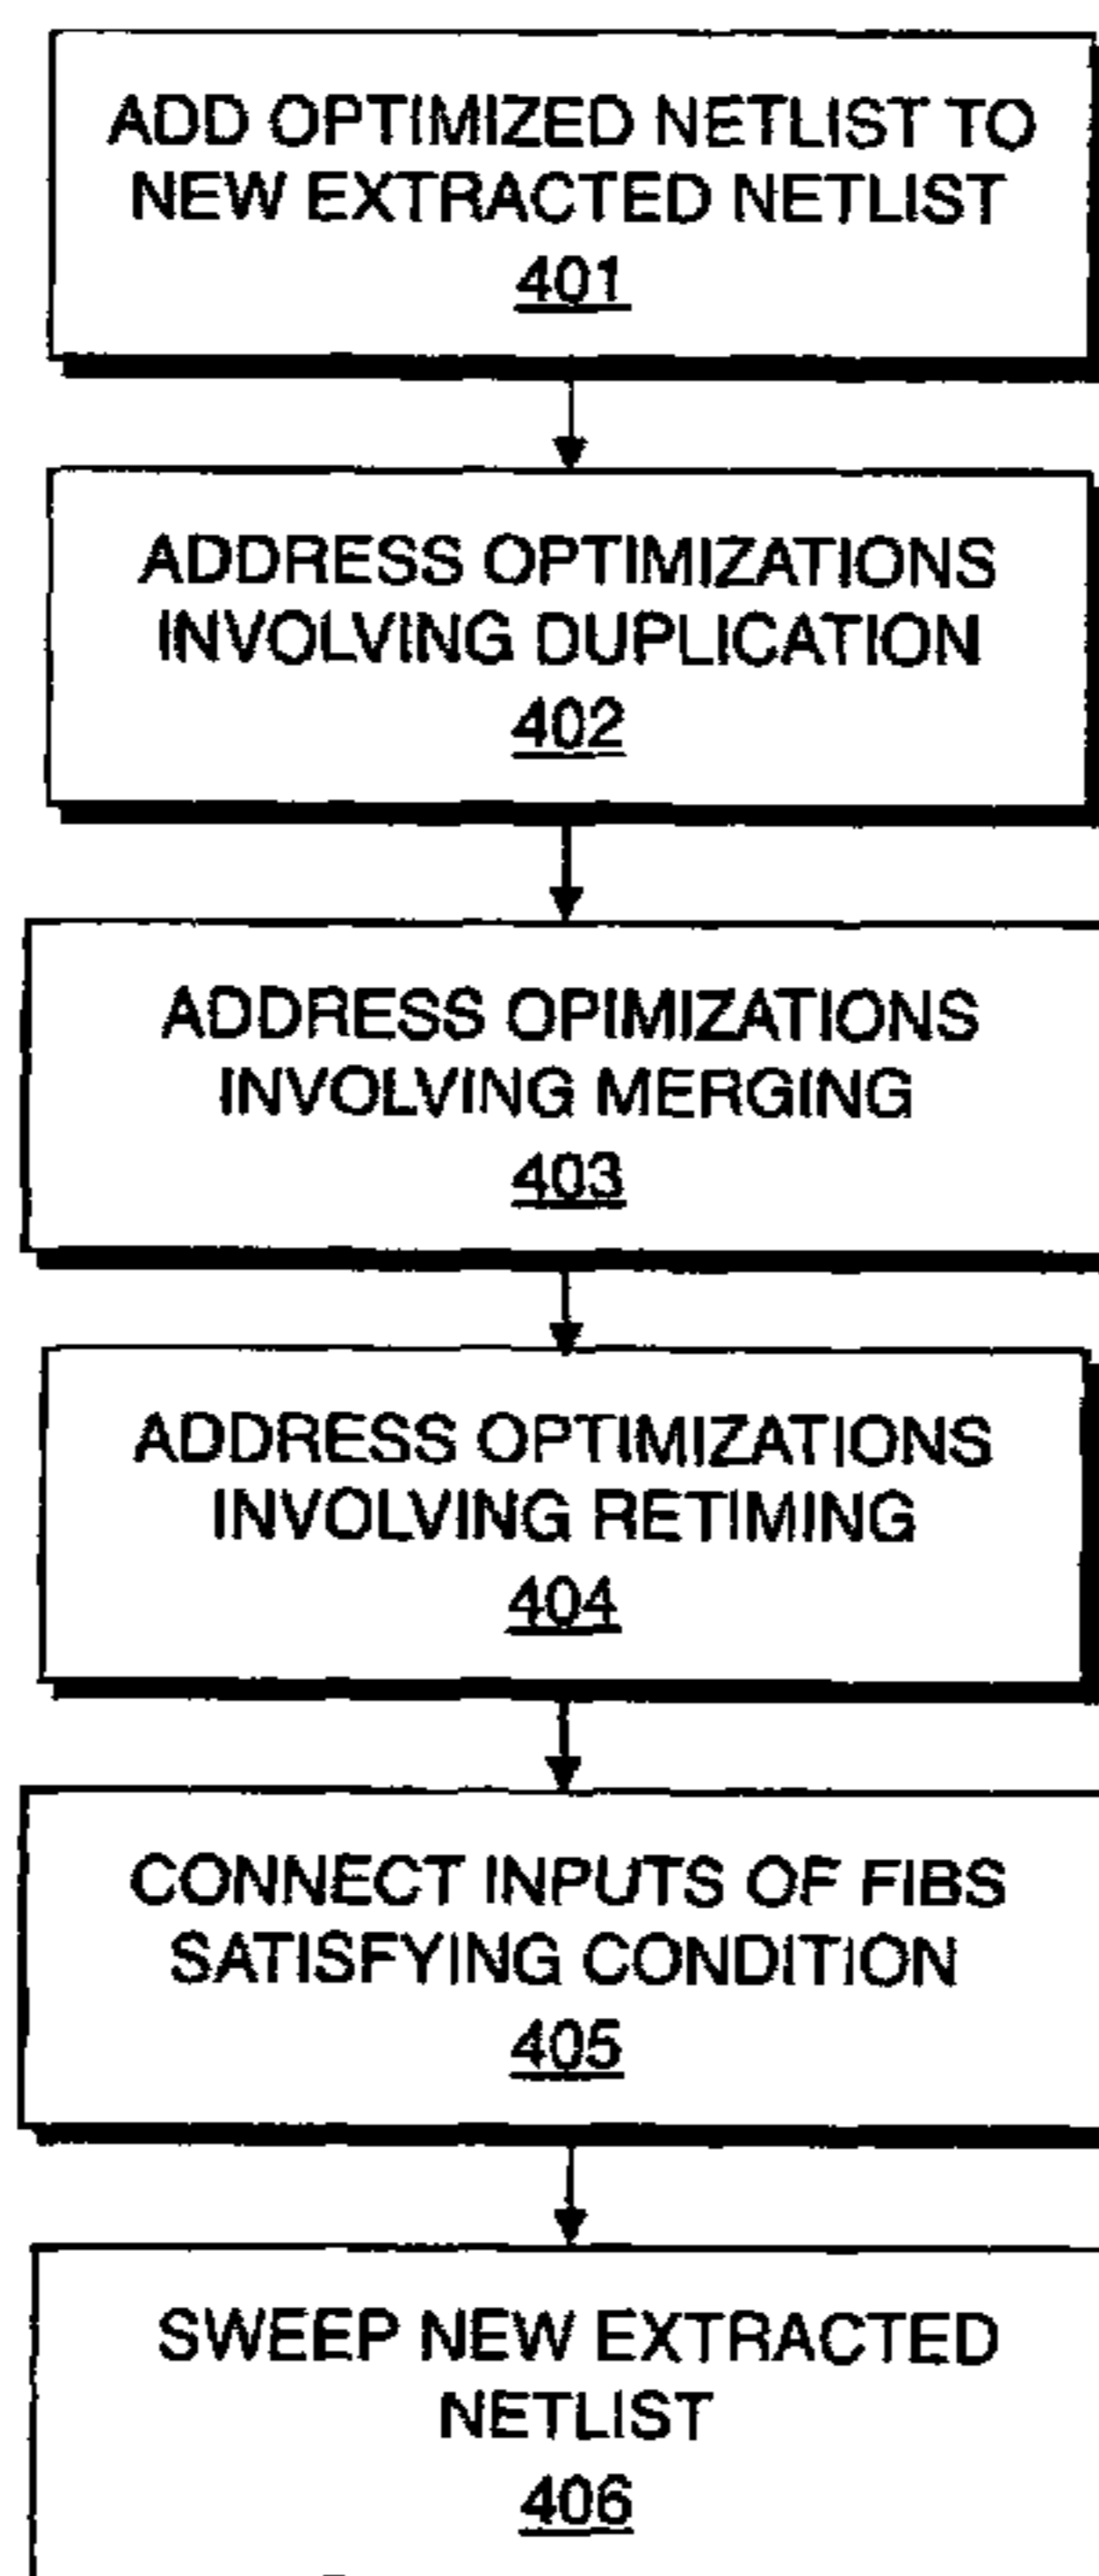 ADD OPTIMIZED NETLIST TO
NEW EXTRACTED NETLIST
401
ADDRESS OPTIMIZATIONS
INVOLVING DUPLICATION
402
ADDRESS OPIMIZATIONS
INVOLVING MERGING
403
ADDRESS OPTIMIZATIONS
INVOLVING RETIMING
404
CONNECT INPUTS OF FIBS
SATISFYING CONDITION
405
SWEEP NEW EXTRACTED
NETLIST
406